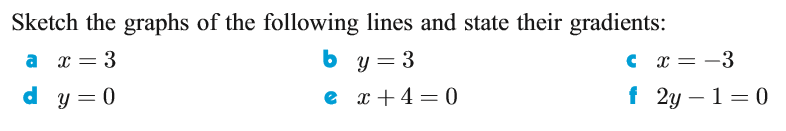 Sketch the graphs of the following lines and state their gradients:
a x = 3 b y = 3 c x = −3
d y = 0 e x + 4 = 0 f 2y − 1 = 0